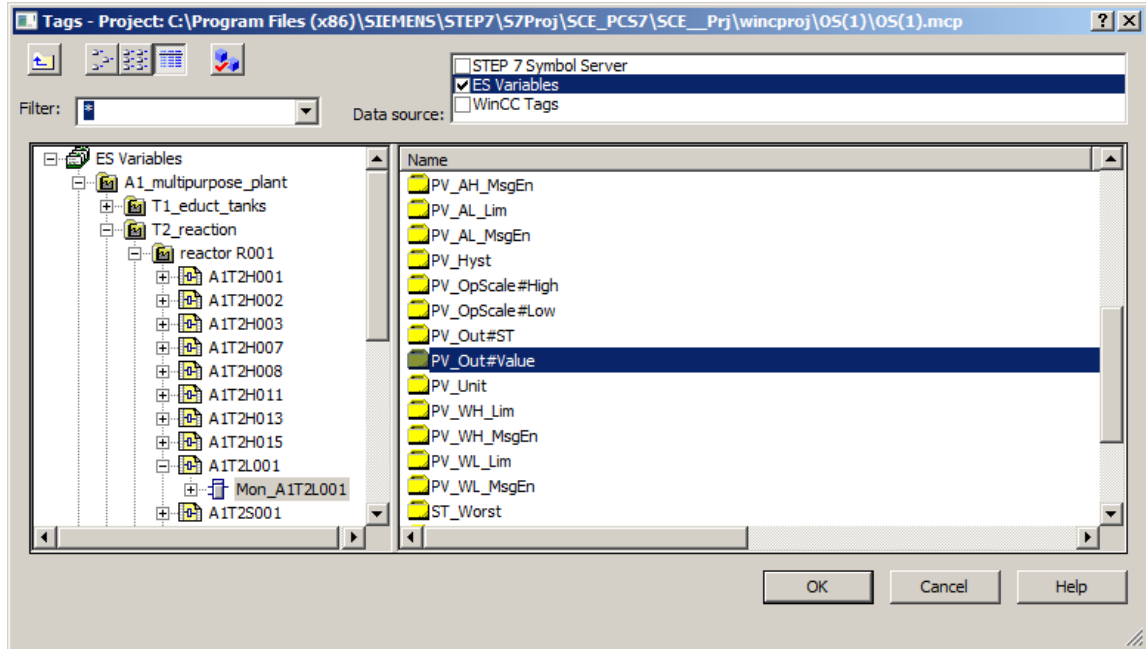 Tags - Project: C:\Program Files (x86)\SIEMENS\STEP7\S7Proj\SCE_PCS7\SCE__Prj\wincproj\OS(1)\OS(1).mcp
STEP 7 Symbol Server
ES Variables
WinCC Tags
Filter: *
Data source:
ES Variables
A1_multipurpose_plant
T1_educt_tanks
T2_reaction
reactor R001
A1T2H001
A1T2H002
A1T2H003
A1T2H007
A1T2H008
A1T2H011
A1T2H013
A1T2H015
A1T2L001
Mon_A1T2L001
A1T2S001
Name
PV_AH_MsgEn
PV_AL_Lim
PV_AL_MsgEn
PV_Hyst
PV_OpScale#High
PV_OpScale#Low
PV_Out#ST
PV_Out#Value
PV_Unit
PV_WH_Lim
PV_WH_MsgEn
PV_WL_Lim
PV_WL_MsgEn
ST_Worst
OK Cancel Help